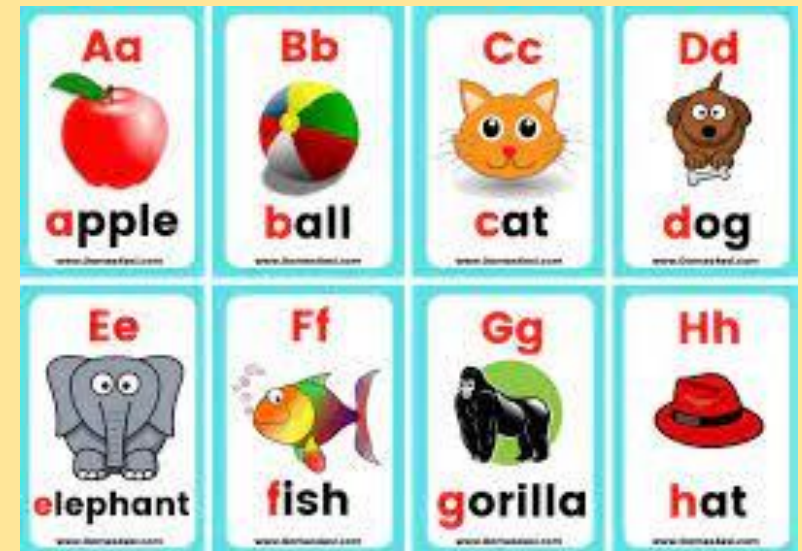 Aa
apple
Bb
ball
Cc
cat
Dd
dog
Ee
elephant
Ff
fish
Gg
gorilla
Hh
hat